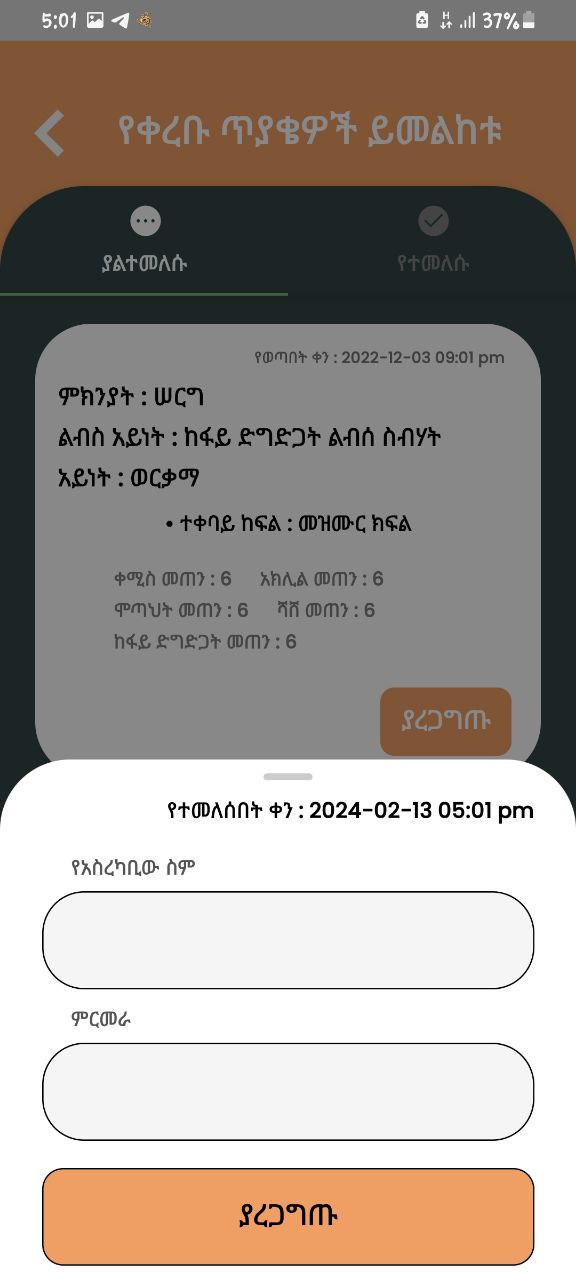 5:01 37%
የቀረቡ ጥያቄዎች ይመልከቱ
ያልተመለሱ የተመለሱ
የወጣበት ቀን : 2022-12-03 09:01 pm
ምክንያት : ሠርግ
ልብስ አይነት : ከፋይ ድግድጋት ልብሰ ስብሃት
አይነት : ወርቃማ
• ተቀባይ ከፍል : መዝሙር ክፍል
ቀሚስ መጠን : 6 አክሊል መጠን : 6
ሞጣህት መጠን : 6 ሻሽ መጠን : 6
ከፋይ ድግድጋት መጠን : 6
ያረጋግጡ
የተመለሰበት ቀን : 2024-02-13 05:01 pm
የአስረካቢው ስም
ምርመራ
ያረጋግጡ